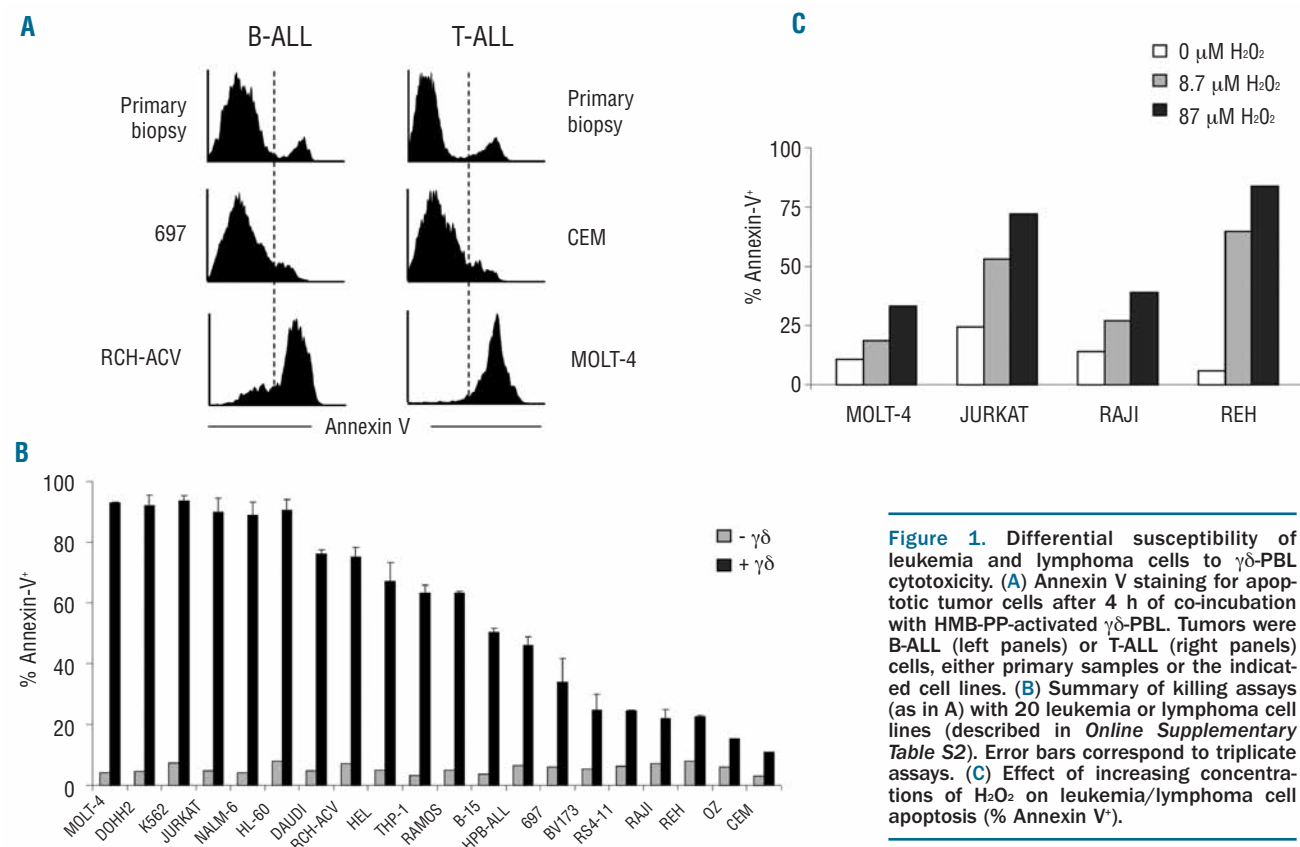 A
B-ALL
T-ALL
Primary
biopsy
Primary
biopsy
697
CEM
RCH-ACV
MOLT-4
Annexin V
C
0 μM H₂O₂
8.7 μM H₂O₂
87 μM H₂O₂
% Annexin-V⁺
100
75
50
25
0
MOLT-4
JURKAT
RAJI
REH
B
% Annexin-V⁺
100
80
60
40
20
0
- γδ
+ γδ
MOLT-4
DOHH2
K562
JURKAT
NALM-6
HL-60
DAUDI
RCH-ACV
HEL
THP-1
RAMOS
B-15
HPB-ALL
697
BV173
RS4-11
RAJI
REH
OZ
CEM
Figure 1. Differential susceptibility of
leukemia and lymphoma cells to γδ-PBL
cytotoxicity. (A) Annexin V staining for apop-
totic tumor cells after 4 h of co-incubation
with HMB-PP-activated γδ-PBL. Tumors were
B-ALL (left panels) or T-ALL (right panels)
cells, either primary samples or the indicat-
ed cell lines. (B) Summary of killing assays
(as in A) with 20 leukemia or lymphoma cell
lines (described in Online Supplementary
Table S2). Error bars correspond to triplicate
assays. (C) Effect of increasing concentra-
tions of H₂O₂ on leukemia/lymphoma cell
apoptosis (% Annexin V⁺).